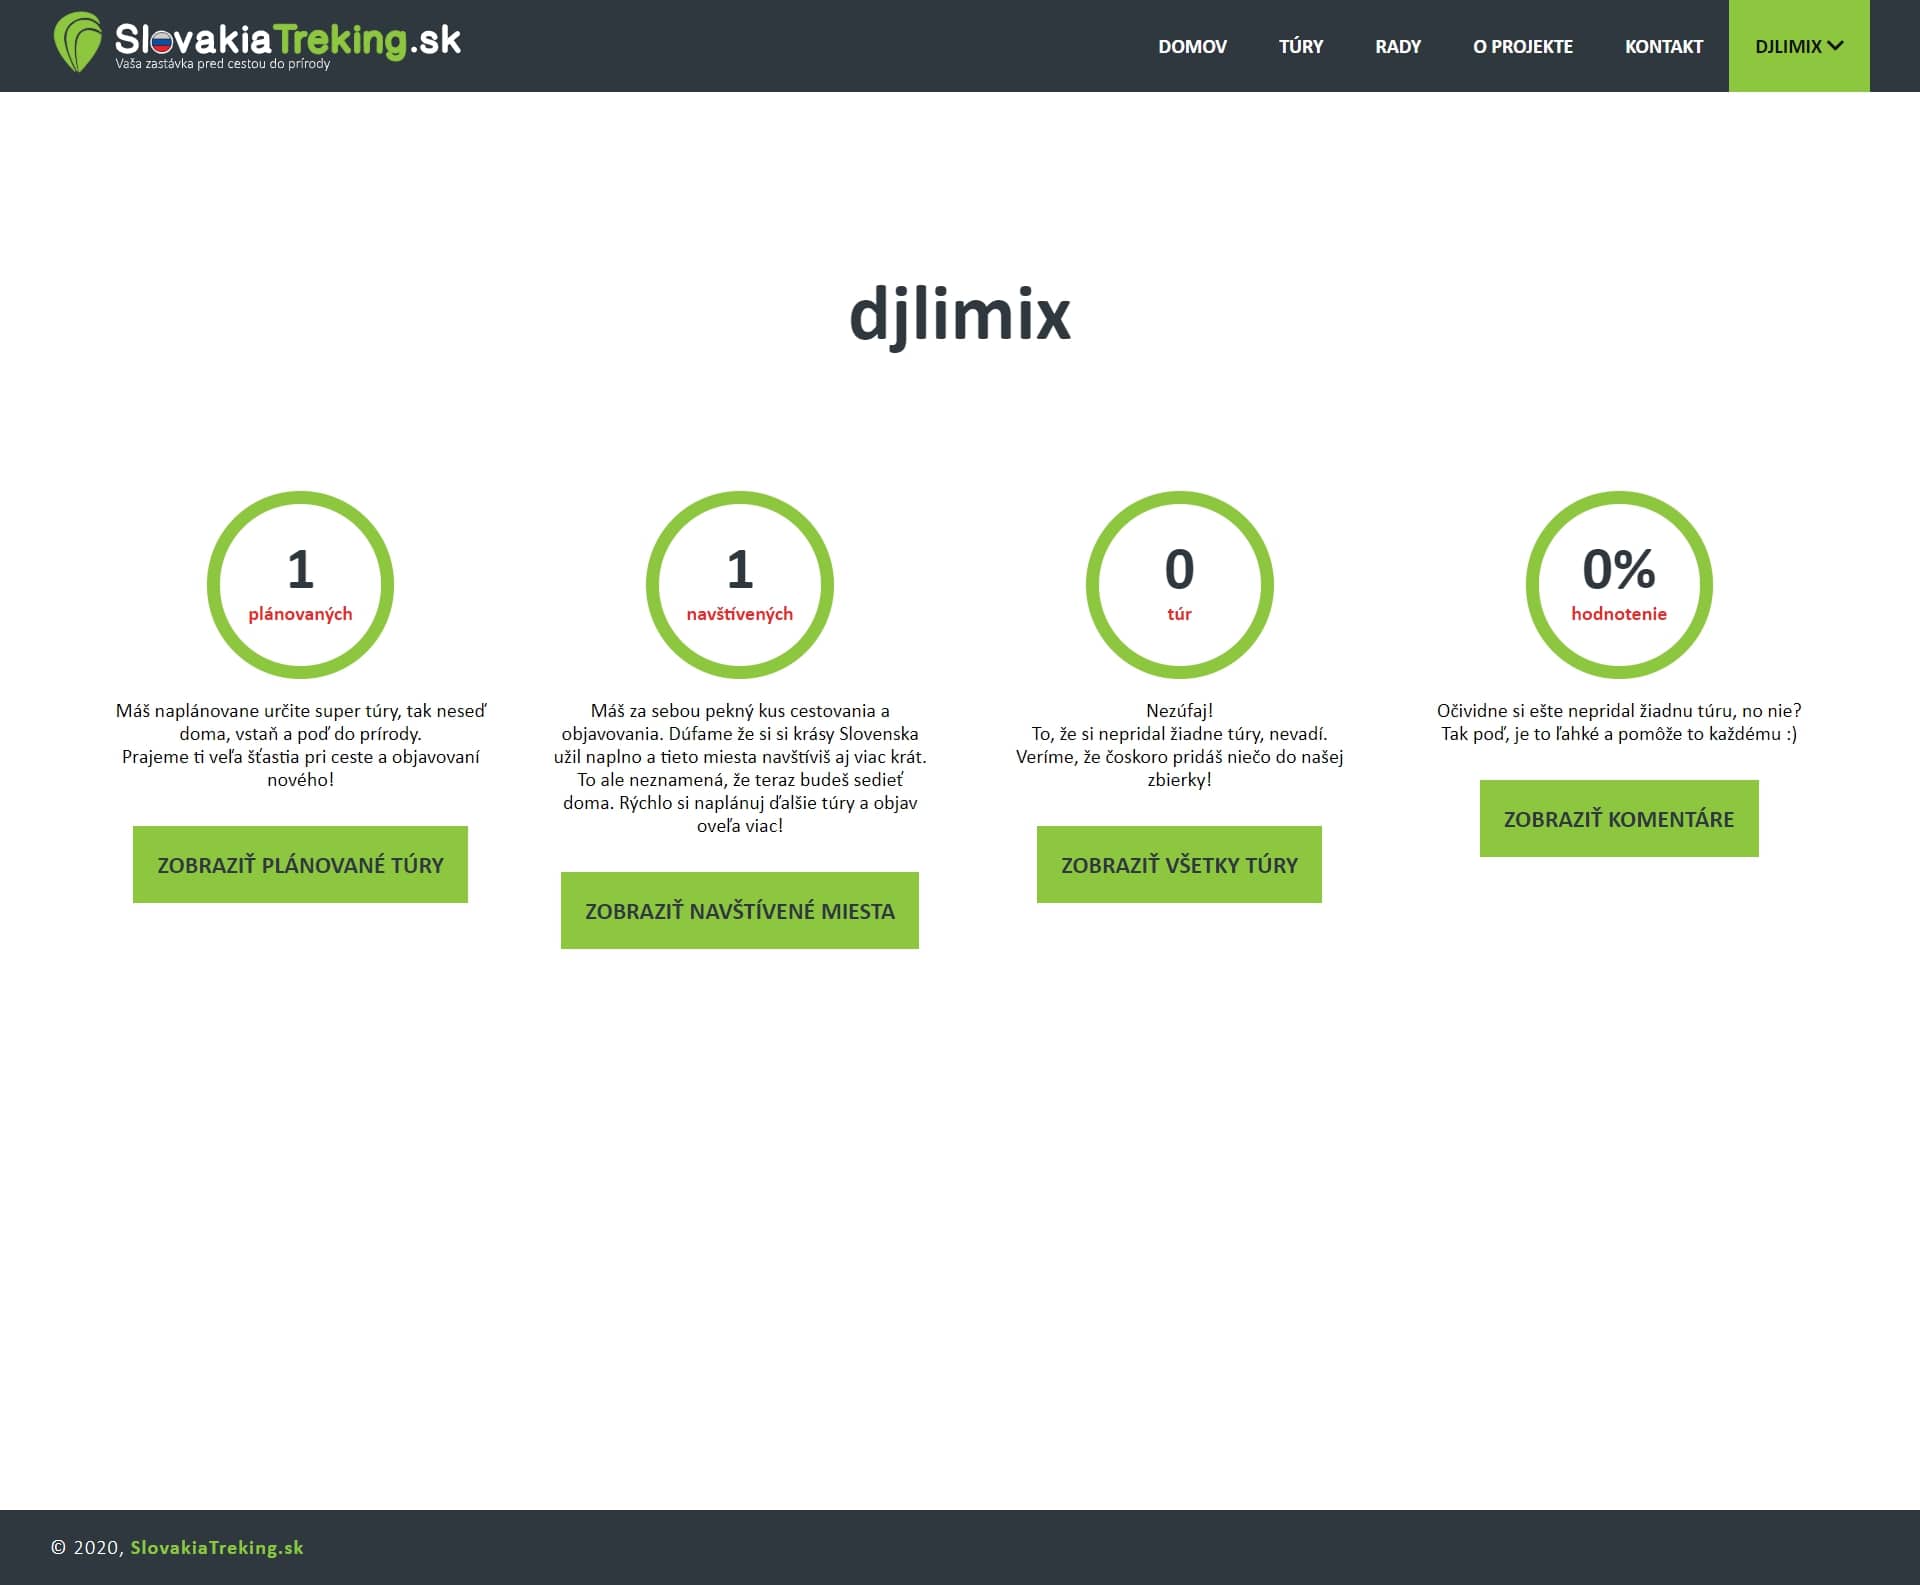 SlovakiaTreking.sk
Vaša zastávka pred cestou do prírody
DOMOV
TÚRY
RADY
O PROJEKTE
KONTAKT
DJLIMIX
djlimix
1
plánovaných
Máš naplánovane určite super túry, tak neseď
doma, vstaň a poď do prírody.
Prajeme ti veľa šťastia pri ceste a objavovaní
nového!
ZOBRAZIŤ PLÁNOVANÉ TÚRY
1
navštívených
Máš za sebou pekný kus cestovania a
objavovania. Dúfame že si si krásy Slovenska
užil naplno a tieto miesta navštíviš aj viac krát.
To ale neznamená, že teraz budeš sedieť
doma. Rýchlo si naplánuj ďalšie túry a objav
oveľa viac!
ZOBRAZIŤ NAVŠTÍVENÉ MIESTA
0
túr
Nezúfaj!
To, že si nepridal žiadne túry, nevadí.
Veríme, že čoskoro pridáš niečo do našej
zbierky!
ZOBRAZIŤ VŠETKY TÚRY
0%
hodnotenie
Očividne si ešte nepridal žiadnu túru, no nie?
Tak poď, je to ľahké a pomôže to každému :)
ZOBRAZIŤ KOMENTÁRE
© 2020, SlovakiaTreking.sk